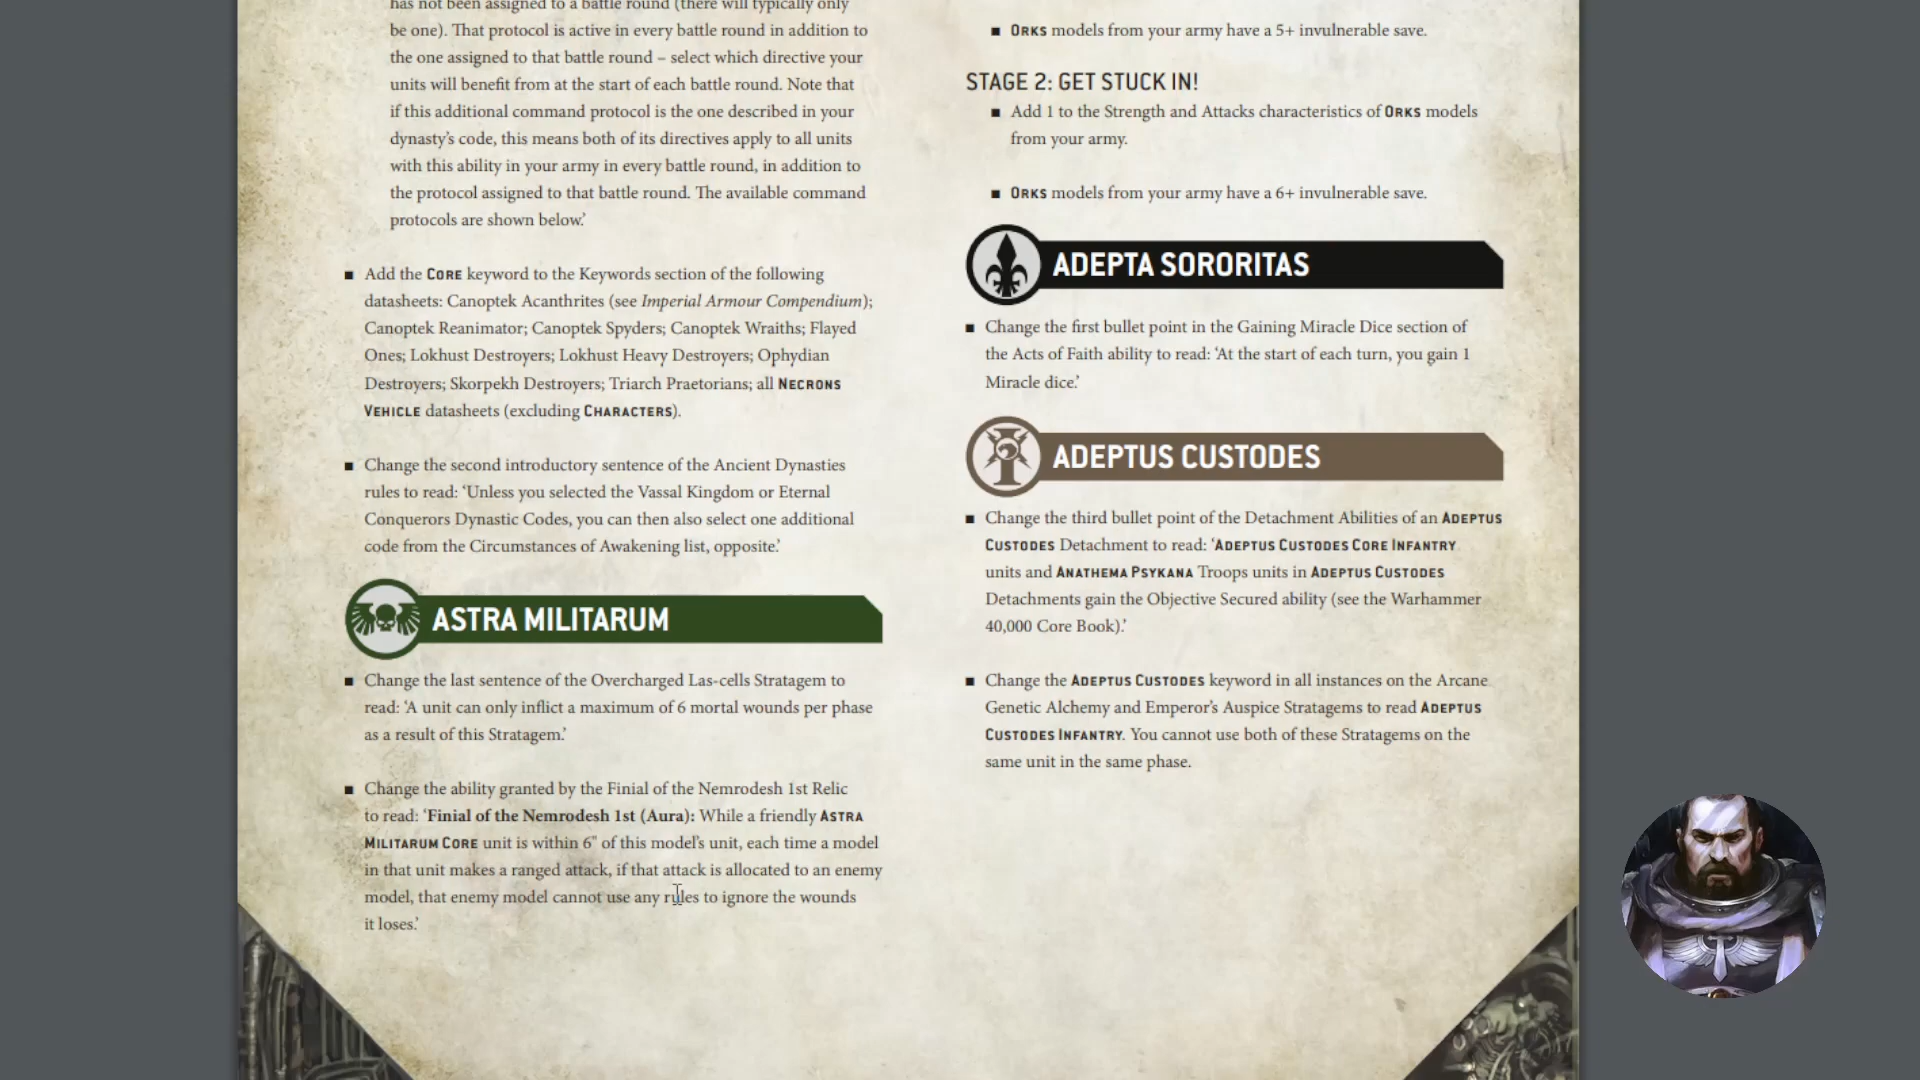 has not been assigned to a battle round (there will typically only
be one). That protocol is active in every battle round in addition to
the one assigned to that battle round – select which directive your
units will benefit from at the start of each battle round. Note that
if this additional command protocol is the one described in your
dynasty's code, this means both of its directives apply to all units
with this ability in your army in every battle round, in addition to
the protocol assigned to that battle round. The available command
protocols are shown below.'
■ Add the CORE keyword to the Keywords section of the following
datasheets: Canoptek Acanthrites (see Imperial Armour Compendium);
Canoptek Reanimator; Canoptek Spyders; Canoptek Wraiths; Flayed
Ones; Lokhust Destroyers; Lokhust Heavy Destroyers; Ophydian
Destroyers; Skorpekh Destroyers; Triarch Praetorians; all NECRONS
VEHICLE datasheets (excluding CHARACTERS).
■ Change the second introductory sentence of the Ancient Dynasties
rules to read: 'Unless you selected the Vassal Kingdom or Eternal
Conquerors Dynastic Codes, you can then also select one additional
code from the Circumstances of Awakening list, opposite.'
ASTRA MILITARUM
■ Change the last sentence of the Overcharged Las-cells Stratagem to
read: 'A unit can only inflict a maximum of 6 mortal wounds per phase
as a result of this Stratagem.'
■ Change the ability granted by the Finial of the Nemrodesh 1st Relic
to read: 'Finial of the Nemrodesh 1st (Aura): While a friendly ASTRA
MILITARUM CORE unit is within 6" of this model's unit, each time a model
in that unit makes a ranged attack, if that attack is allocated to an enemy
model, that enemy model cannot use any rules to ignore the wounds
it loses.'
■ ORKS models from your army have a 5+ invulnerable save.
STAGE 2: GET STUCK IN!
■ Add 1 to the Strength and Attacks characteristics of ORKS models
from your army.
■ ORKS models from your army have a 6+ invulnerable save.
ADEPTA SORORITAS
■ Change the first bullet point in the Gaining Miracle Dice section of
the Acts of Faith ability to read: 'At the start of each turn, you gain 1
Miracle dice.'
ADEPTUS CUSTODES
■ Change the third bullet point of the Detachment Abilities of an ADEPTUS
CUSTODES Detachment to read: 'ADEPTUS CUSTODES CORE INFANTRY
units and ANATHEMA PSYKANA Troops units in ADEPTUS CUSTODES
Detachments gain the Objective Secured ability (see the Warhammer
40,000 Core Book).'
■ Change the ADEPTUS CUSTODES keyword in all instances on the Arcane
Genetic Alchemy and Emperor's Auspice Stratagems to read ADEPTUS
CUSTODES INFANTRY. You cannot use both of these Stratagems on the
same unit in the same phase.